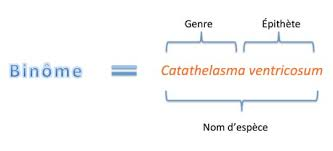 Genre Épithète
Binôme = Catathelasma ventricosum
Nom d'espèce